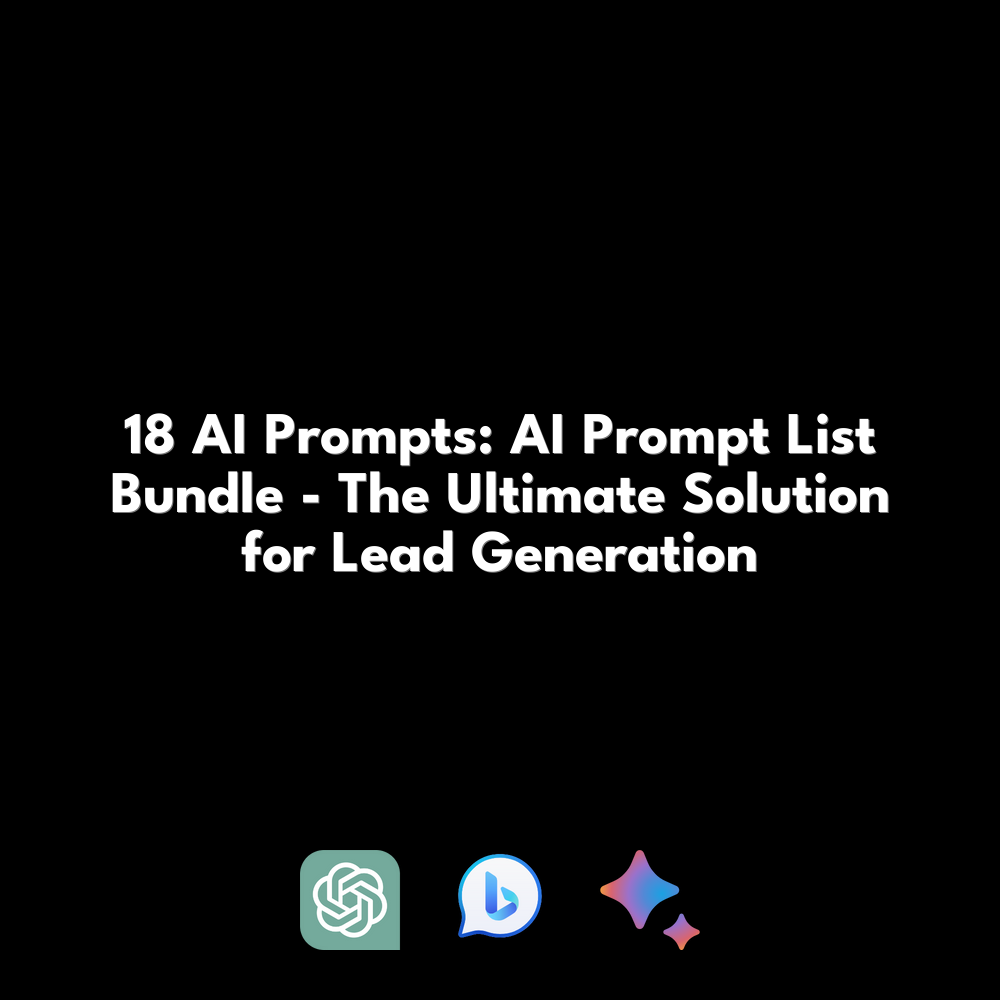 18 AI Prompts: AI Prompt List
Bundle - The Ultimate Solution
for Lead Generation